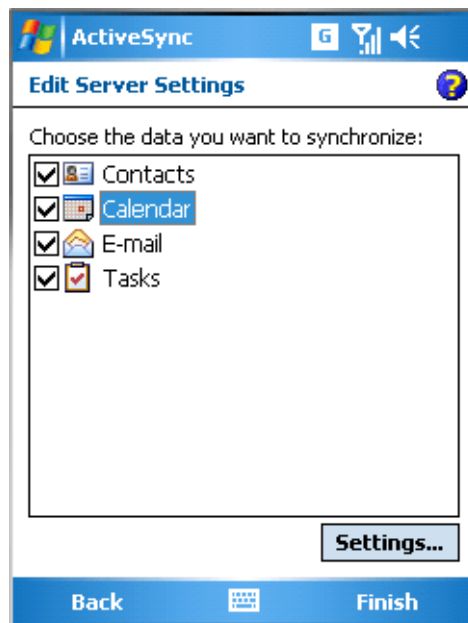 ActiveSync G
Edit Server Settings ?
Choose the data you want to synchronize:
Contacts
Calendar
E-mail
Tasks
Settings...
Back Finish